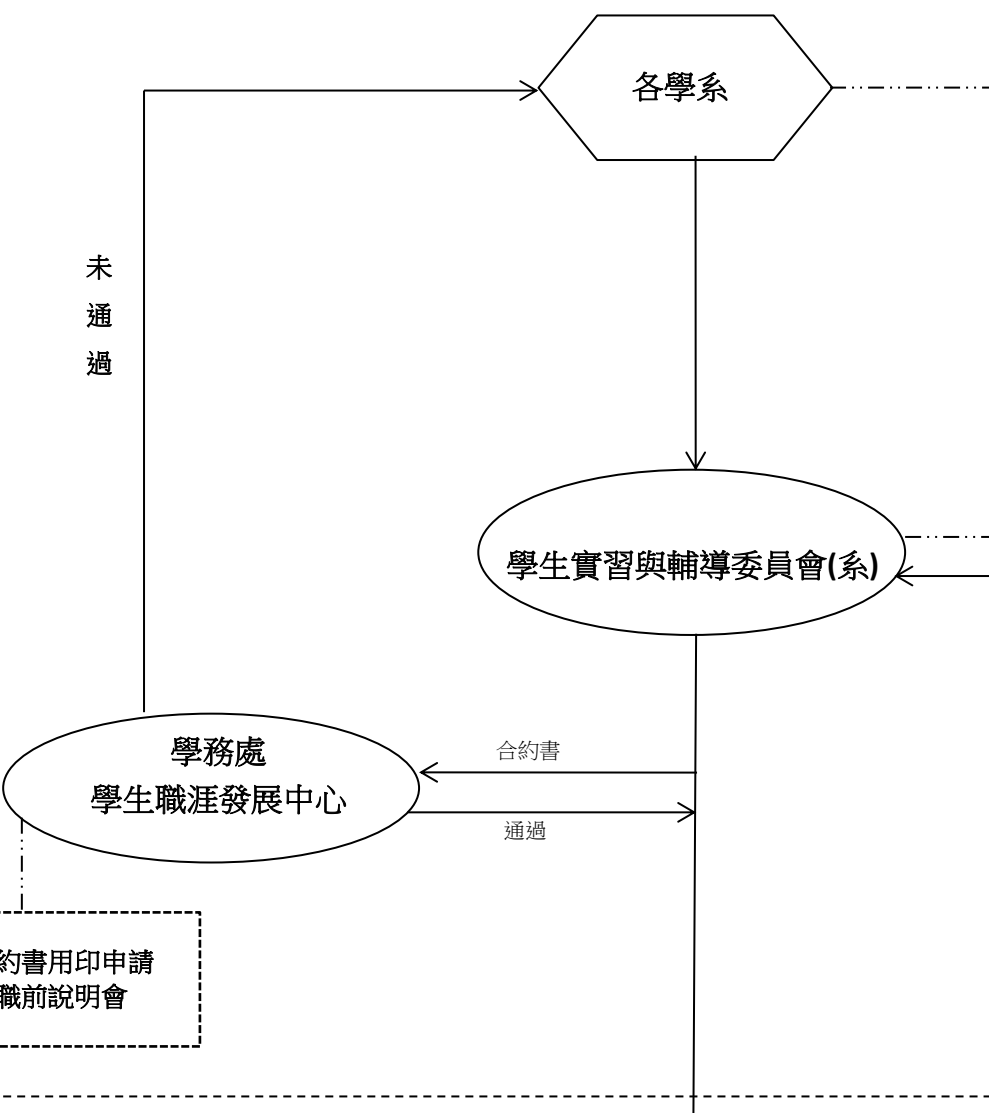 各學系
未
通
過
學生實習與輔導委員會(系)
學務處
學生職涯發展中心
合約書
通過
約書用印申請
職前說明會